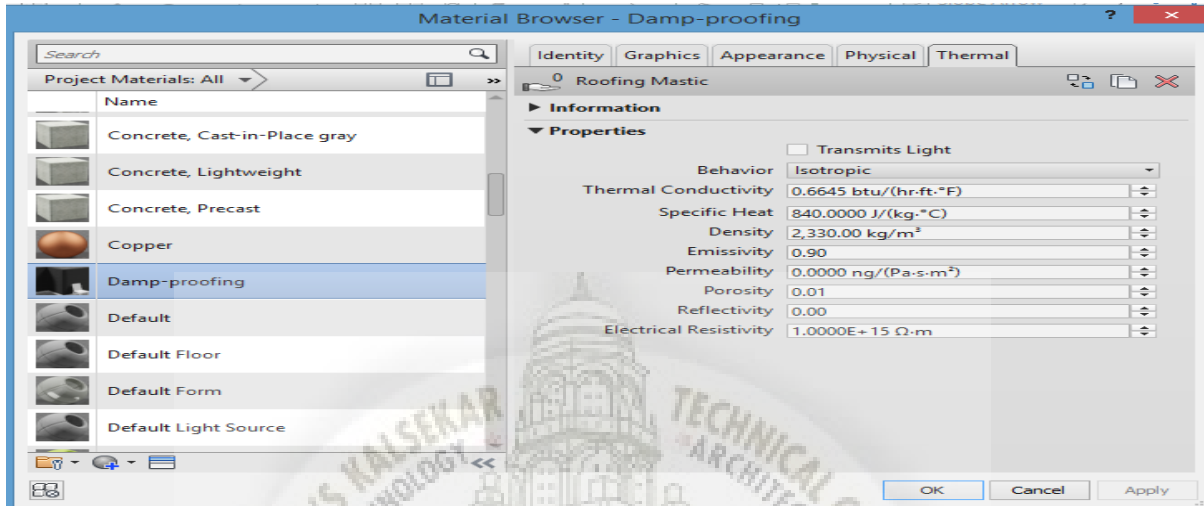 Material Browser - Damp-proofing ? ×
Search
Project Materials: All
Name
Concrete, Cast-in-Place gray
Concrete, Lightweight
Concrete, Precast
Copper
Damp-proofing
Default
Default Floor
Default Form
Default Light Source
Identity Graphics Appearance Physical Thermal
0 Roofing Mastic
Information
Properties
Transmits Light
Behavior Isotropic
Thermal Conductivity 0.6645 btu/(hr·ft·°F)
Specific Heat 840.0000 J/(kg·°C)
Density 2,330.00 kg/m³
Emissivity 0.90
Permeability 0.0000 ng/(Pa·s·m²)
Porosity 0.01
Reflectivity 0.00
Electrical Resistivity 1.0000E+15 Ω·m
KALSEKAR TECHNICAL
OK Cancel Apply